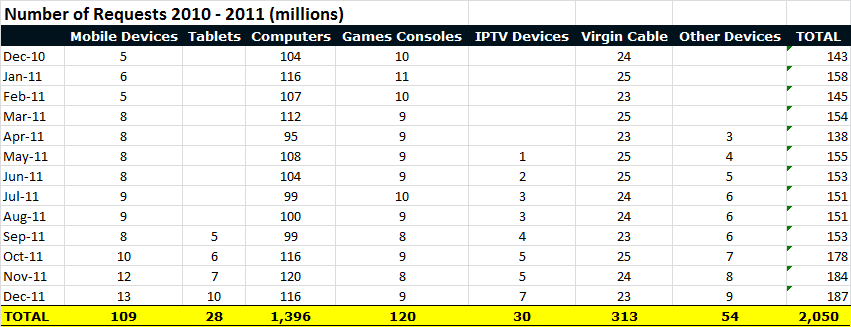 Number of Requests 2010 - 2011 (millions)
Mobile Devices Tablets Computers Games Consoles IPTV Devices Virgin Cable Other Devices TOTAL
Dec-10 5 104 10 24 143
Jan-11 6 116 11 25 158
Feb-11 5 107 10 23 145
Mar-11 8 112 9 25 154
Apr-11 8 95 9 23 3 138
May-11 8 108 9 1 25 4 155
Jun-11 8 104 9 2 25 5 153
Jul-11 9 99 10 3 24 6 151
Aug-11 9 100 9 3 24 6 151
Sep-11 8 5 99 8 4 23 6 153
Oct-11 10 6 116 9 5 25 7 178
Nov-11 12 7 120 8 5 24 8 184
Dec-11 13 10 116 9 7 23 9 187
TOTAL 109 28 1,396 120 30 313 54 2,050